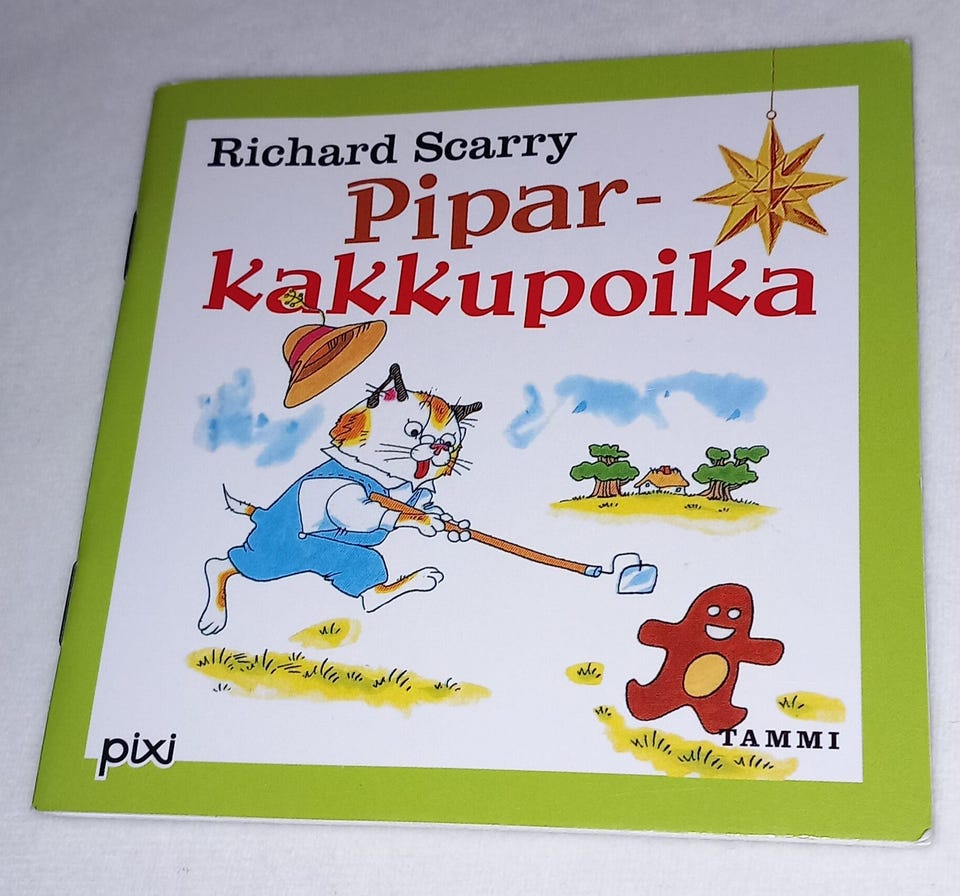 Richard Scarry
Pipar-
kakkupoika
TAMMI
pixi